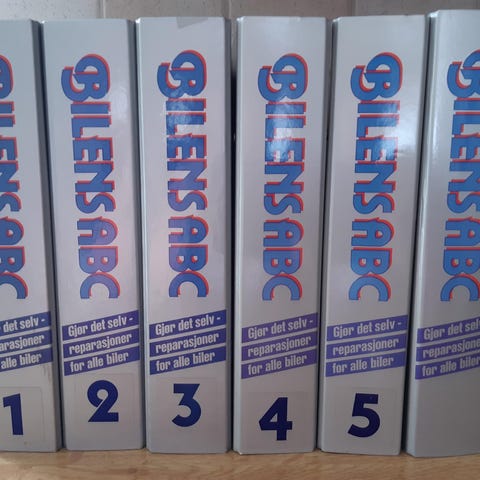 BILENS ABC
Gjør det selv -
reparasjoner
for alle biler
1
BILENS ABC
Gjør det selv -
reparasjoner
for alle biler
2
BILENS ABC
Gjør det selv -
reparasjoner
for alle biler
3
BILENS ABC
Gjør det selv -
reparasjoner
for alle biler
4
BILENS ABC
Gjør det selv -
reparasjoner
for alle biler
5
BILENS ABC
Gjør det selv -
reparasjoner
for alle biler